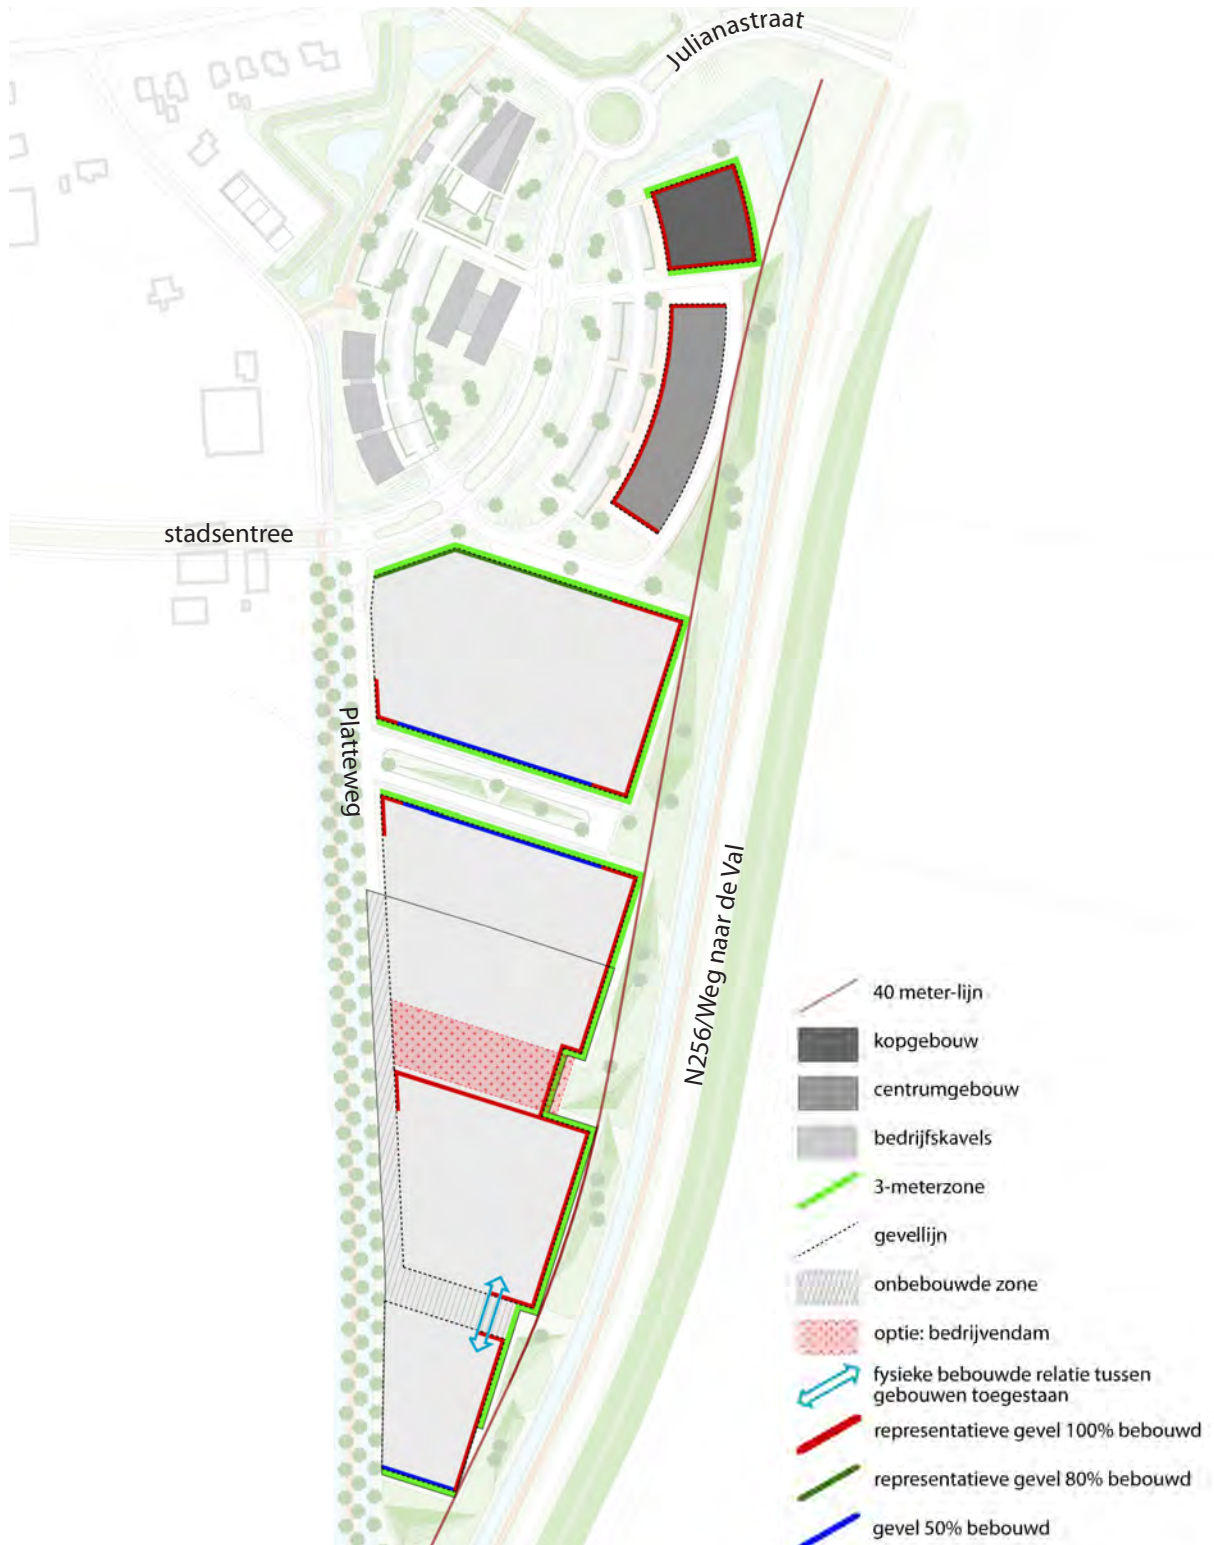 Julianastraat
stadsentree
Platteweg
N256/Weg naar de Val
40 meter-lijn
kopgebouw
centrumgebouw
bedrijfskavels
3-meterzone
gevellijn
onbebouwde zone
optie: bedrijvendam
fysieke bebouwde relatie tussen
gebouwen toegestaan
representatieve gevel 100% bebouwd
representatieve gevel 80% bebouwd
gevel 50% bebouwd